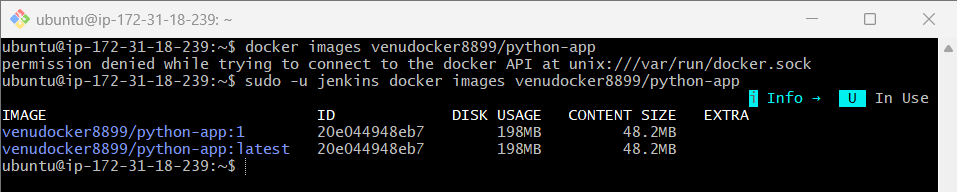 ubuntu@ip-172-31-18-239: ~
ubuntu@ip-172-31-18-239:~$ docker images venudocker8899/python-app
permission denied while trying to connect to the docker API at unix:///var/run/docker.sock
ubuntu@ip-172-31-18-239:~$ sudo -u jenkins docker images venudocker8899/python-app
i Info → U In Use
IMAGE ID DISK USAGE CONTENT SIZE EXTRA
venudocker8899/python-app:1 20e044948eb7 198MB 48.2MB
venudocker8899/python-app:latest 20e044948eb7 198MB 48.2MB
ubuntu@ip-172-31-18-239:~$